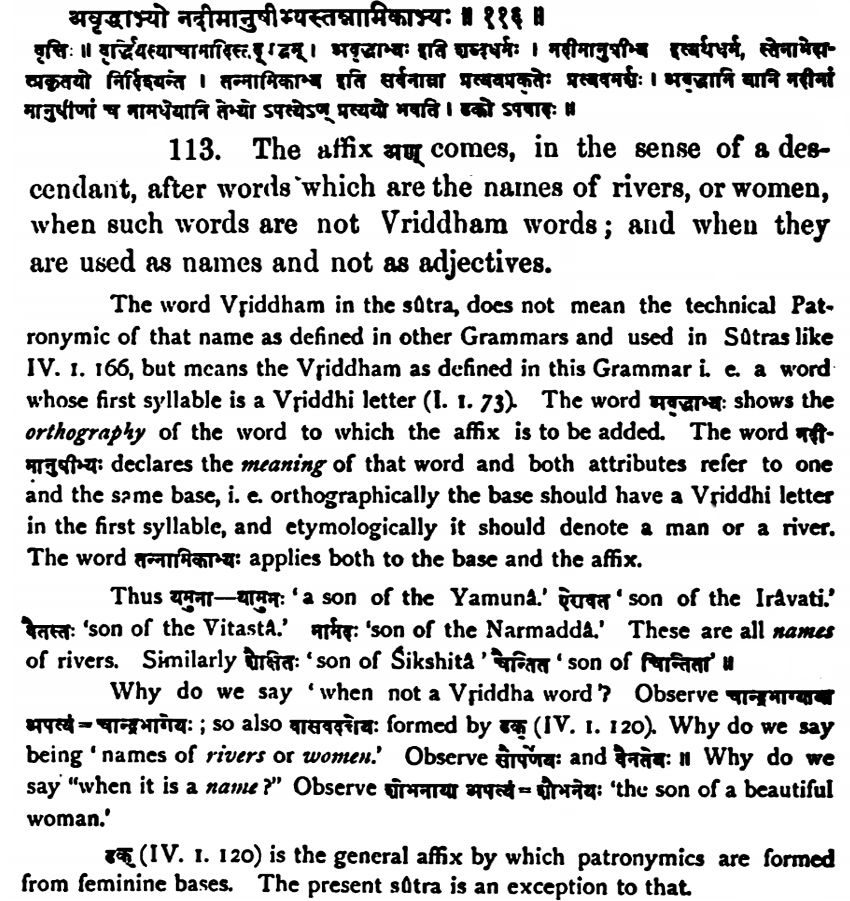 अवृद्धाभ्यो नदीमानुषीभ्यस्तन्नामिकाभ्यः ॥ ११६ ॥
वृत्तिः ॥ वृद्धिर्यस्याचामादिस्तद्वृद्धम् । अवृद्धाभ्यः इति शब्दधर्मः । नदीमानुषीभ्य इत्यर्थधर्म, स्तेनाभेदा-
त्प्रकृतयो निर्दिश्यन्ते । तन्नामिकाभ्य इति सर्वनाम्ना प्रत्ययप्रकृतेः प्रत्यवमर्शः । अवृद्धानि यानि नदीनां
मानुषीणां च नामधेयानि तेभ्यो ऽपत्येऽण् प्रत्ययो भवति । ढको ऽपवादः ॥
113. The affix अण् comes, in the sense of a des-
cendant, after words which are the names of rivers, or women,
when such words are not Vriddham words; and when they
are used as names and not as adjectives.
The word Vṛiddham in the sûtra, does not mean the technical Pat-
ronymic of that name as defined in other Grammars and used in Sûtras like
IV. 1. 166, but means the Vṛiddham as defined in this Grammar i. e. a word
whose first syllable is a Vṛiddhi letter (I. 1. 73). The word अवृद्धाभ्यः shows the
orthography of the word to which the affix is to be added. The word नदी-
मानुषीभ्यः declares the meaning of that word and both attributes refer to one
and the same base, i. e. orthographically the base should have a Vṛiddhi letter
in the first syllable, and etymologically it should denote a man or a river.
The word तन्नामिकाभ्यः applies both to the base and the affix.
Thus यमुना—यामुनः 'a son of the Yamunâ.' ऐरावत 'son of the Irâvati.'
वैतस्तः 'son of the Vitastâ.' नार्मदः 'son of the Narmaddâ.' These are all names
of rivers. Similarly शैक्षितः 'son of Śikshitâ' चैन्तित 'son of चिन्तिता' ॥
Why do we say 'when not a Vṛiddha word'? Observe चान्द्रभाग्याया
अपत्यं = चान्द्रभागेयः ; so also वासवदत्तेयः formed by ढक् (IV. 1. 120). Why do we say
being 'names of rivers or women.' Observe सौपर्णेयः and वैनतेयः ॥ Why do we
say "when it is a name?" Observe शोभनाया अपत्यं = शौभनेयः 'the son of a beautiful
woman.'
ढक् (IV. 1. 120) is the general affix by which patronymics are formed
from feminine bases. The present sûtra is an exception to that.